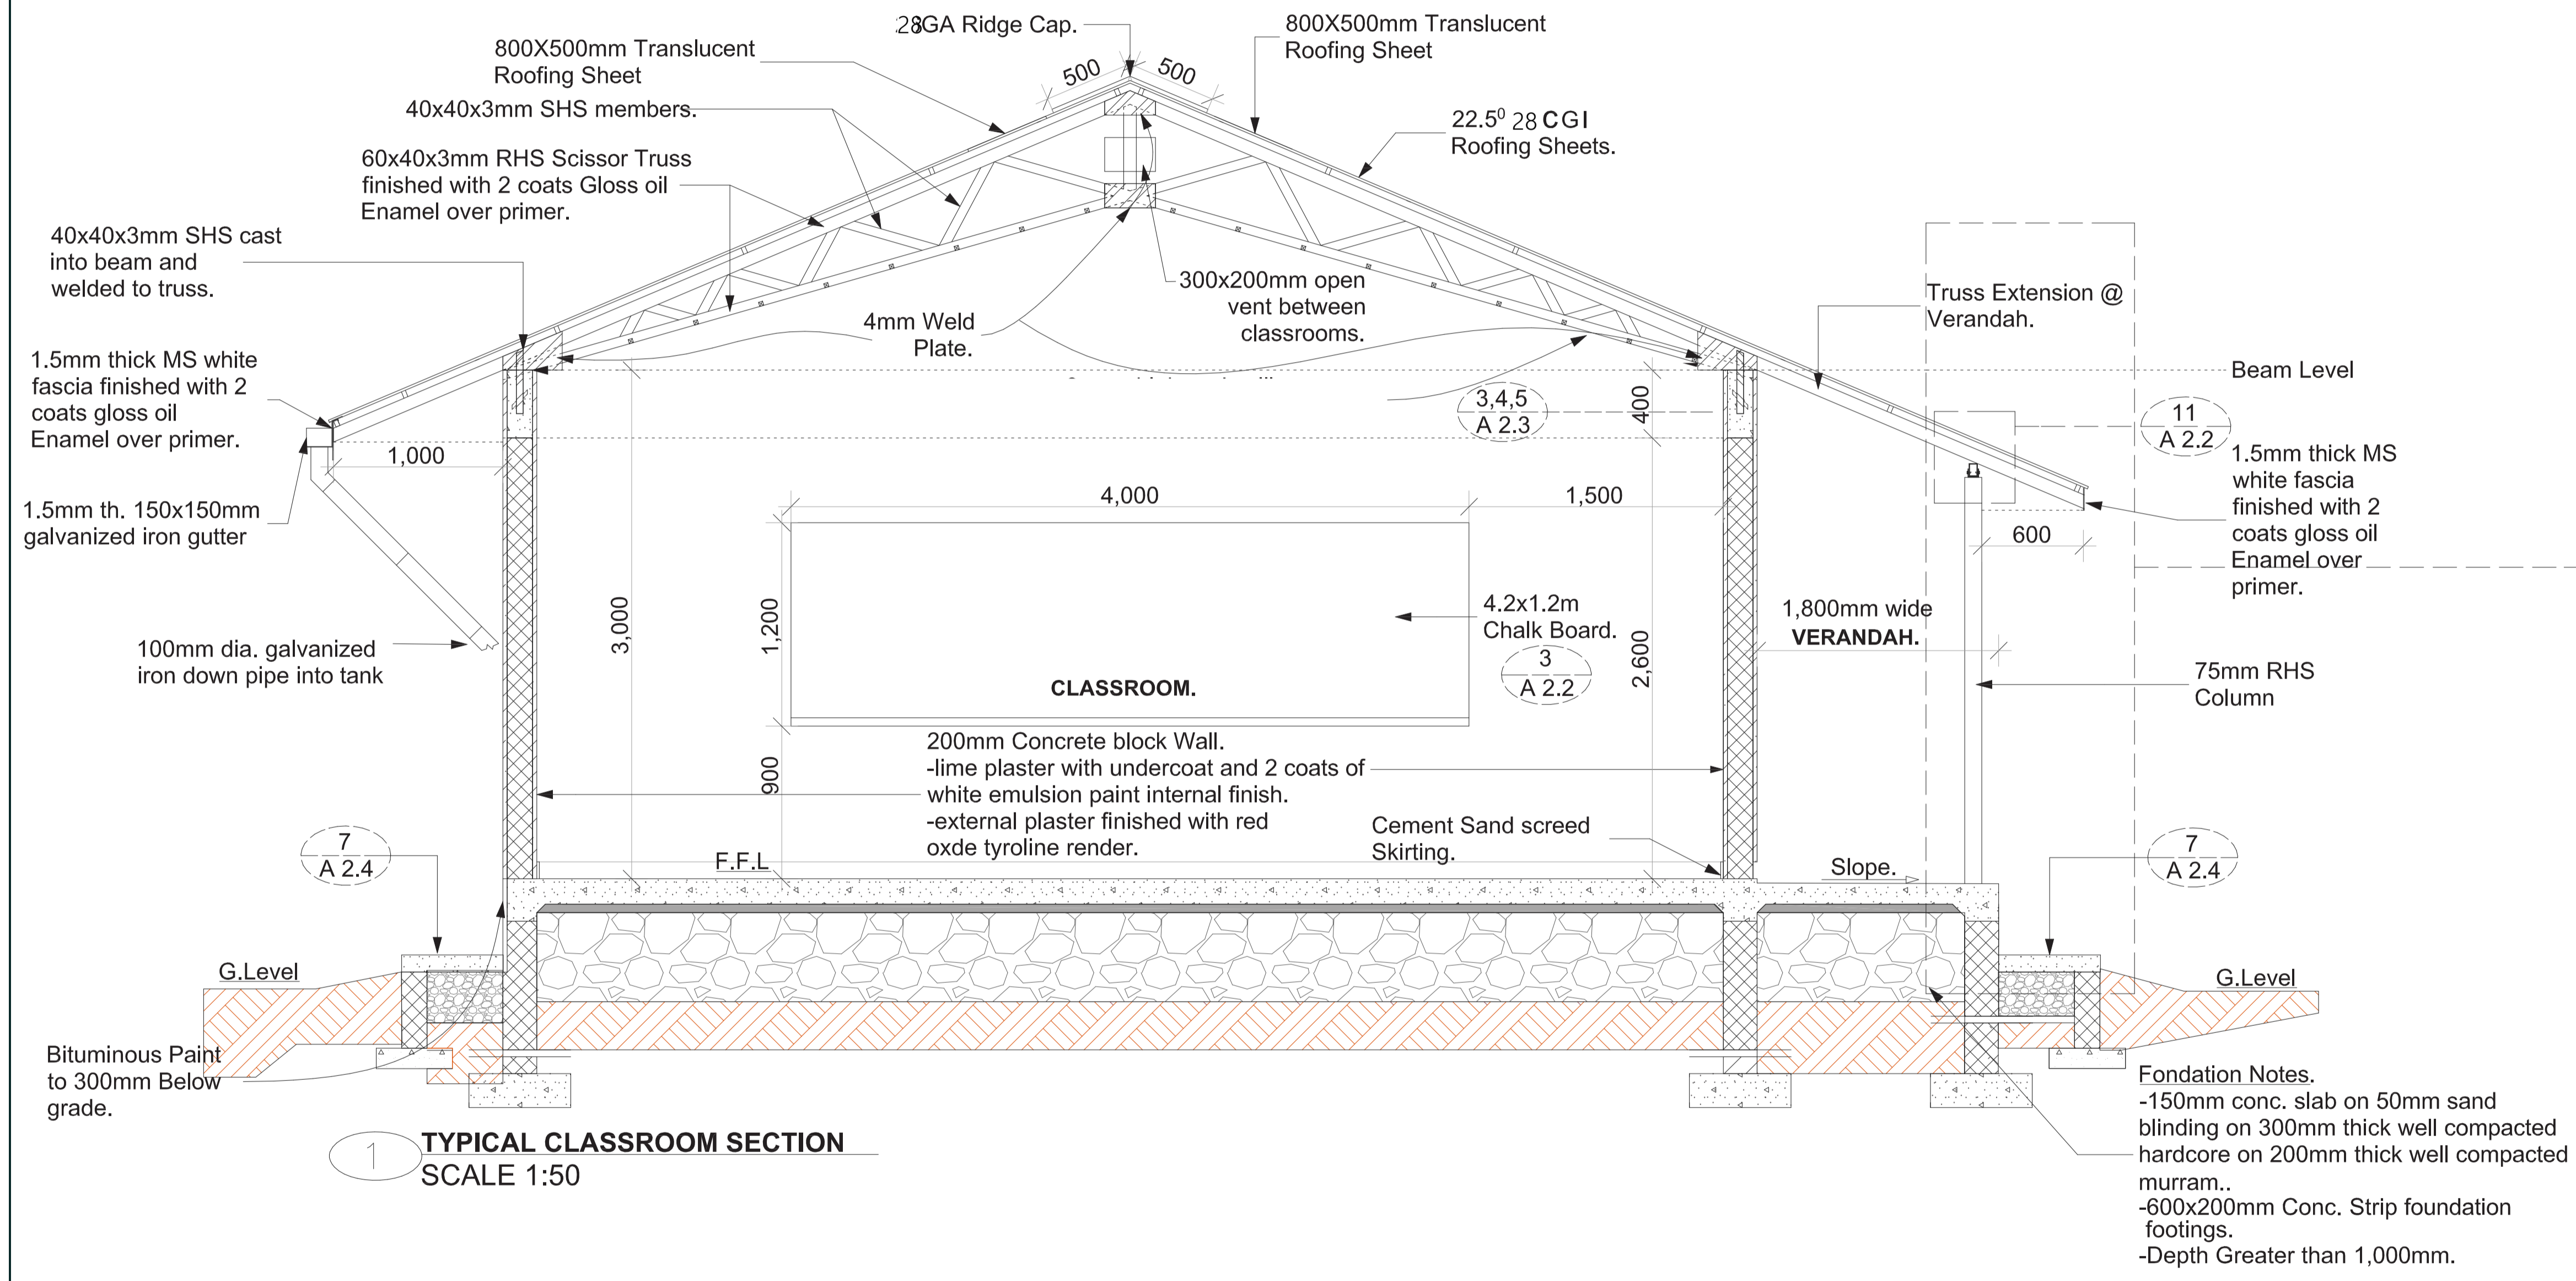 28GA Ridge Cap.
800X500mm Translucent
Roofing Sheet
800X500mm Translucent
Roofing Sheet
500
500
40x40x3mm SHS members.
22.5⁰ 28 CGI
Roofing Sheets.
60x40x3mm RHS Scissor Truss
finished with 2 coats Gloss oil
Enamel over primer.
40x40x3mm SHS cast
into beam and
welded to truss.
300x200mm open
vent between
classrooms.
Truss Extension @
Verandah.
4mm Weld
Plate.
1.5mm thick MS white
fascia finished with 2
coats gloss oil
Enamel over primer.
Beam Level
3,4,5
A 2.3
400
11
A 2.2
1,000
1.5mm thick MS
white fascia
finished with 2
coats gloss oil
Enamel over
primer.
4,000
1,500
1.5mm th. 150x150mm
galvanized iron gutter
600
3,000
1,200
4.2x1.2m
Chalk Board.
1,800mm wide
VERANDAH.
100mm dia. galvanized
iron down pipe into tank
3
A 2.2
2,600
CLASSROOM.
75mm RHS
Column
900
200mm Concrete block Wall.
-lime plaster with undercoat and 2 coats of
white emulsion paint internal finish.
-external plaster finished with red
oxde tyroline render.
Cement Sand screed
Skirting.
7
A 2.4
F.F.L
Slope.
7
A 2.4
G.Level
G.Level
Bituminous Paint
to 300mm Below
grade.
Fondation Notes.
-150mm conc. slab on 50mm sand
blinding on 300mm thick well compacted
hardcore on 200mm thick well compacted
murram..
-600x200mm Conc. Strip foundation
footings.
-Depth Greater than 1,000mm.
1
TYPICAL CLASSROOM SECTION
SCALE 1:50